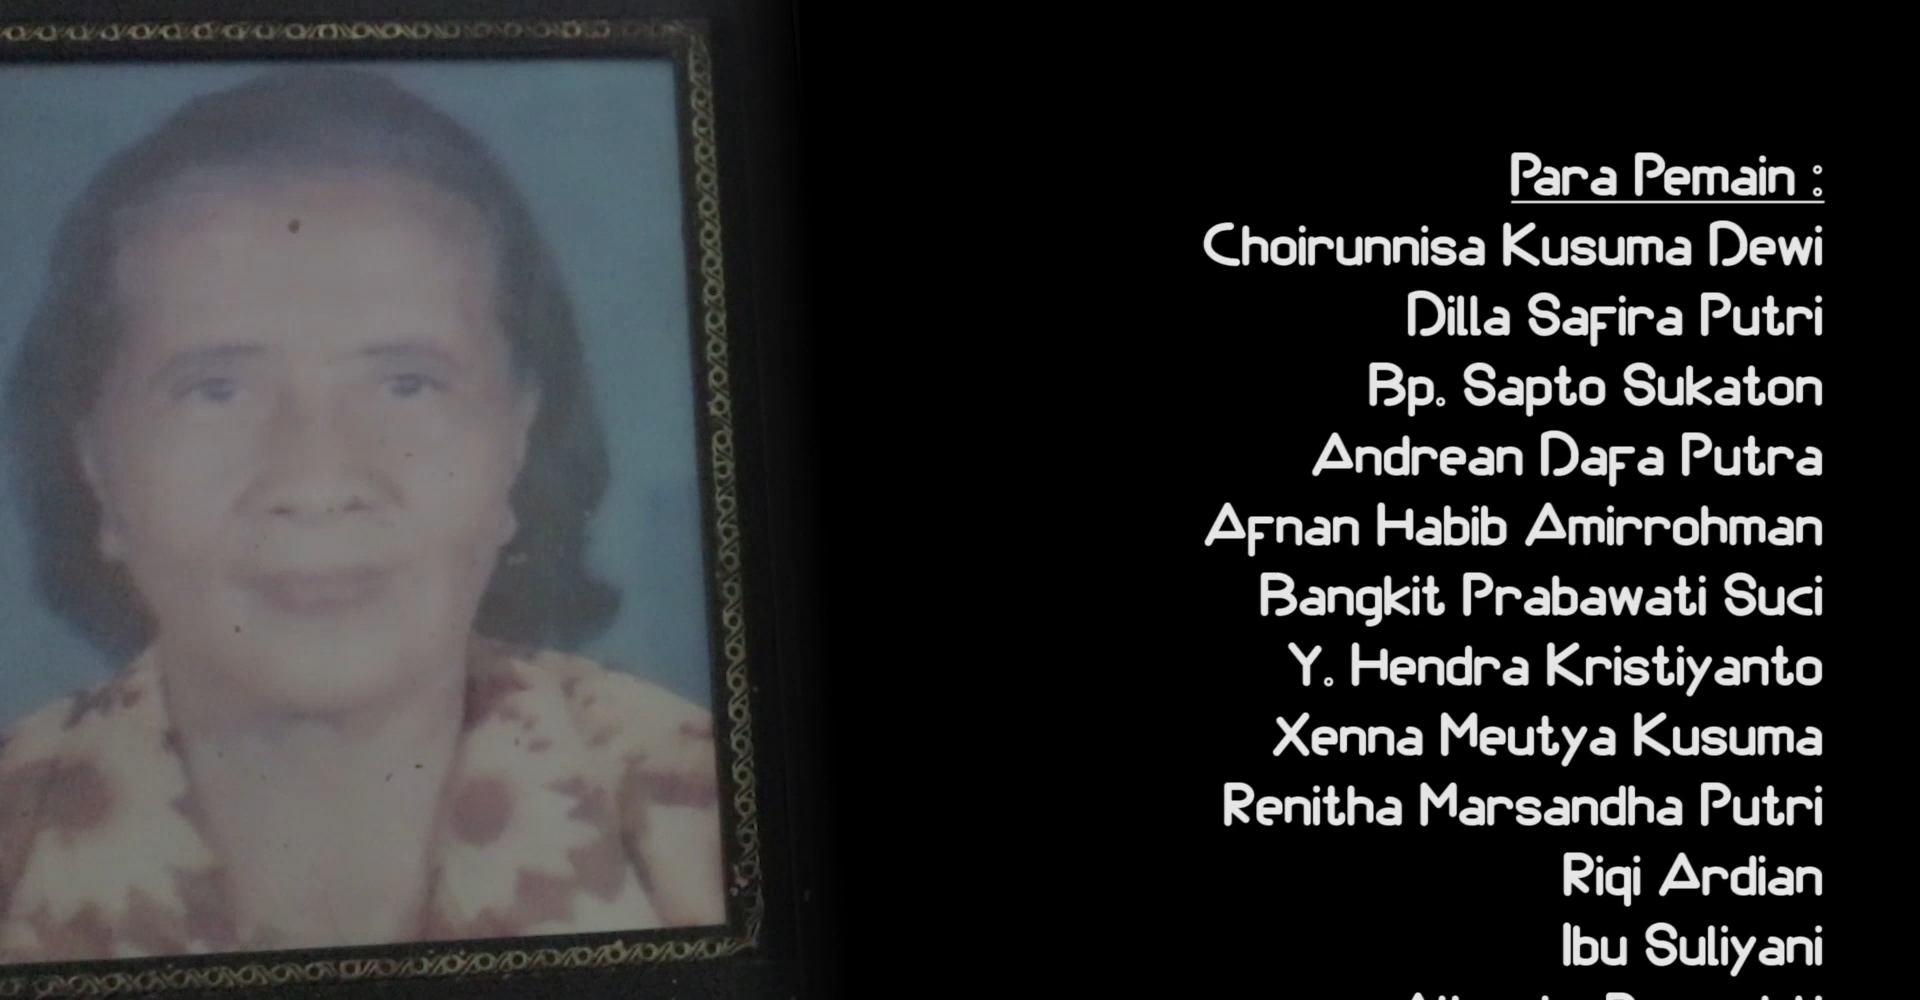 Para Pemain :
Choirunnisa Kusuma Dewi
Dilla Safira Putri
Bp. Sapto Sukaton
Andrean Dafa Putra
Afnan Habib Amirrohman
Bangkit Prabawati Suci
Y. Hendra Kristiyanto
Xenna Meutya Kusuma
Renitha Marsandha Putri
Riqi Ardian
Ibu Suliyani